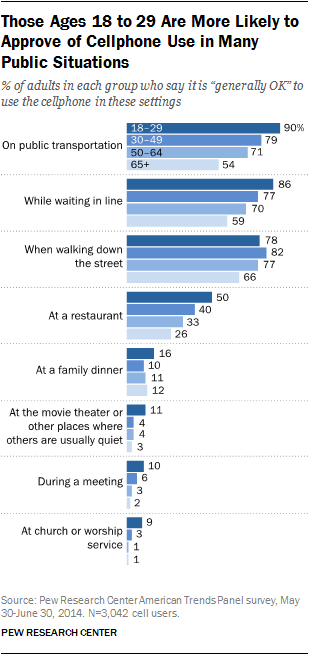 Those Ages 18 to 29 Are More Likely to
Approve of Cellphone Use in Many
Public Situations
% of adults in each group who say it is "generally OK" to
use the cellphone in these settings
On public transportation
18–29 90%
30–49 79
50–64 71
65+ 54
While waiting in line
86
77
70
59
When walking down
the street
78
82
77
66
At a restaurant
50
40
33
26
At a family dinner
16
10
11
12
At the movie theater or
other places where
others are usually quiet
11
4
4
3
During a meeting
10
6
3
2
At church or worship
service
9
3
1
1
Source: Pew Research Center American Trends Panel survey, May
30-June 30, 2014. N=3,042 cell users.
PEW RESEARCH CENTER